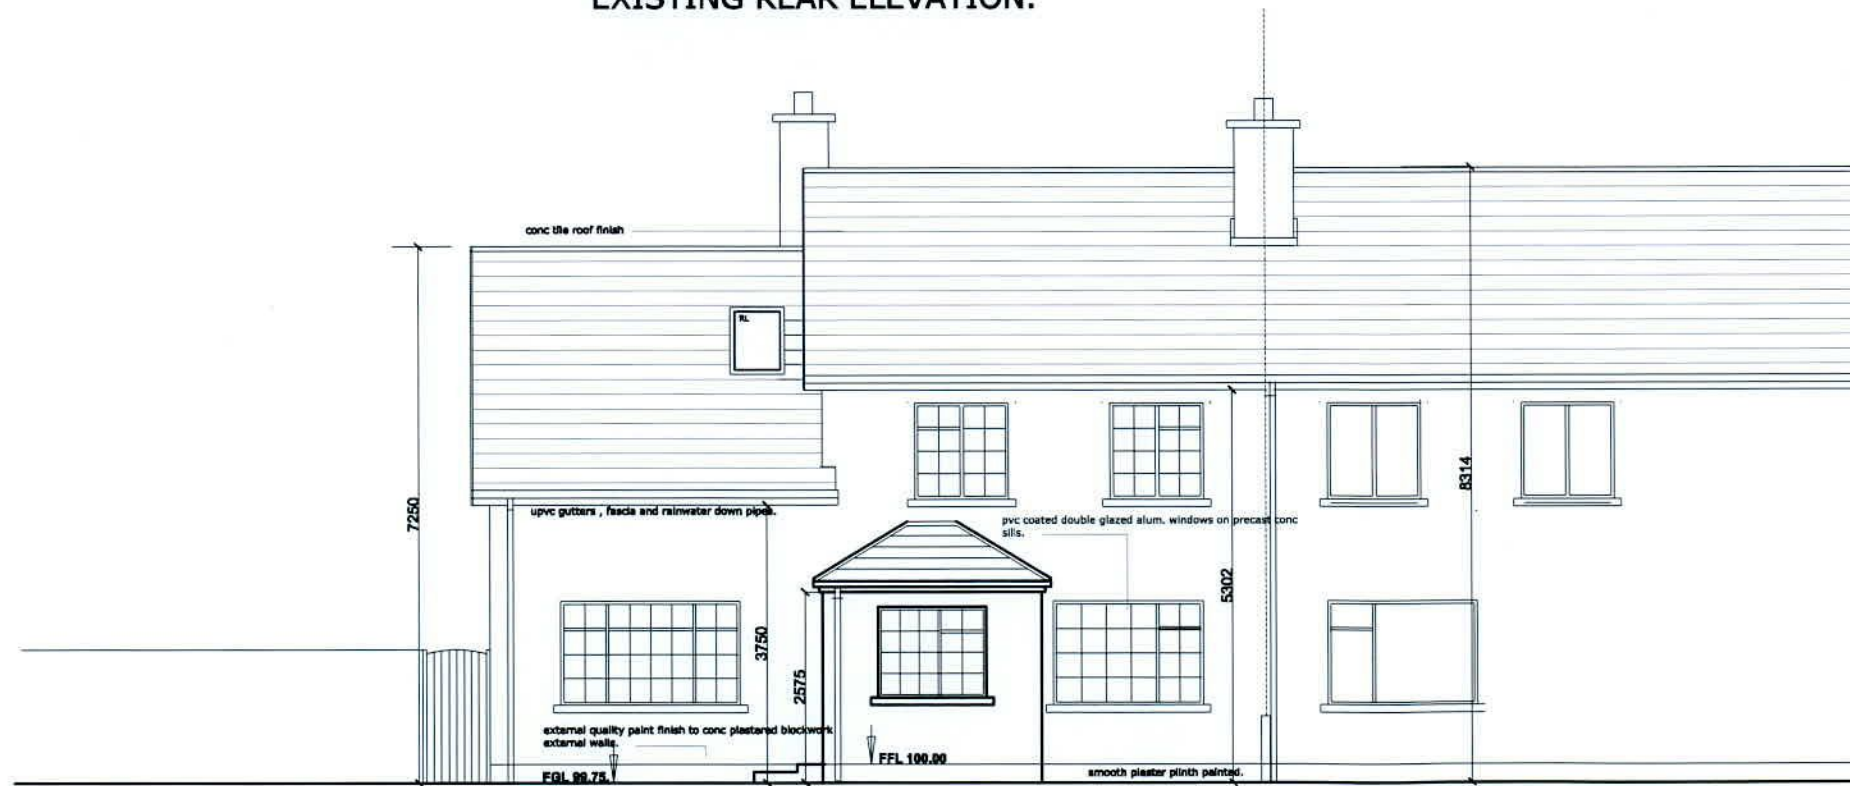 EXISTING REAR ELEVATION.
conc tile roof finish
RL
7250
upvc gutters , fascia and rainwater down pipes.
pvc coated double glazed alum. windows on precast conc
sills.
8314
5302
3750
2575
external quality paint finish to conc plastered blockwork
external walls.
FFL 100.00
FGL 99.75.
smooth plaster plinth painted.